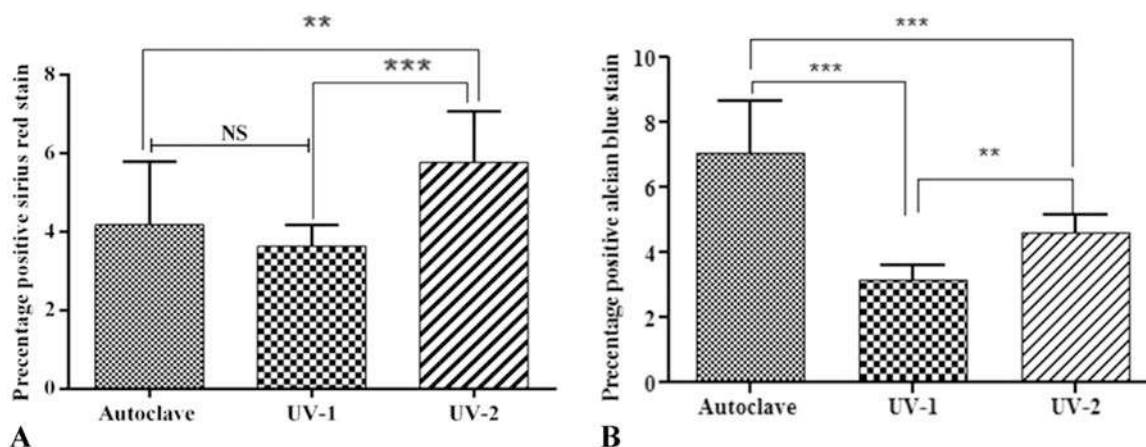 **
***
NS
Precentage positive sirius red stain
8
6
4
2
0
Autoclave UV-1 UV-2
A
***
***
**
Precentage positive alcian blue stain
10
8
6
4
2
0
Autoclave UV-1 UV-2
B